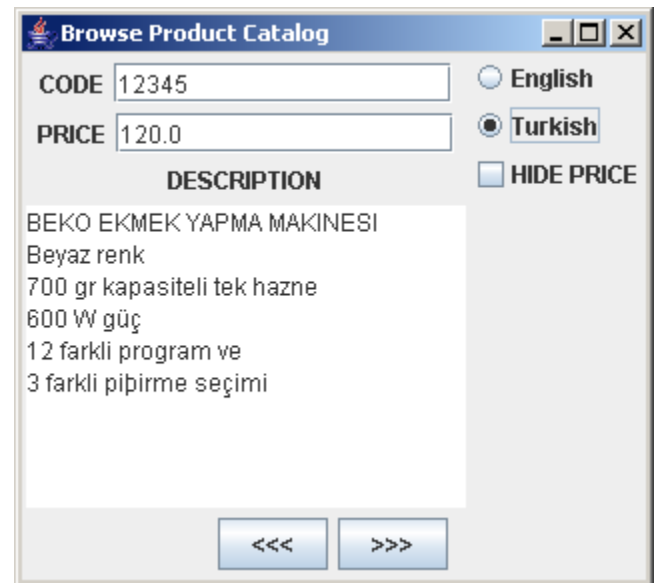 Browse Product Catalog
CODE 12345
English
PRICE 120.0
Turkish
DESCRIPTION
HIDE PRICE
BEKO EKMEK YAPMA MAKINESI
Beyaz renk
700 gr kapasiteli tek hazne
600 W güç
12 farkli program ve
3 farkli piþirme seçimi
<<< >>>